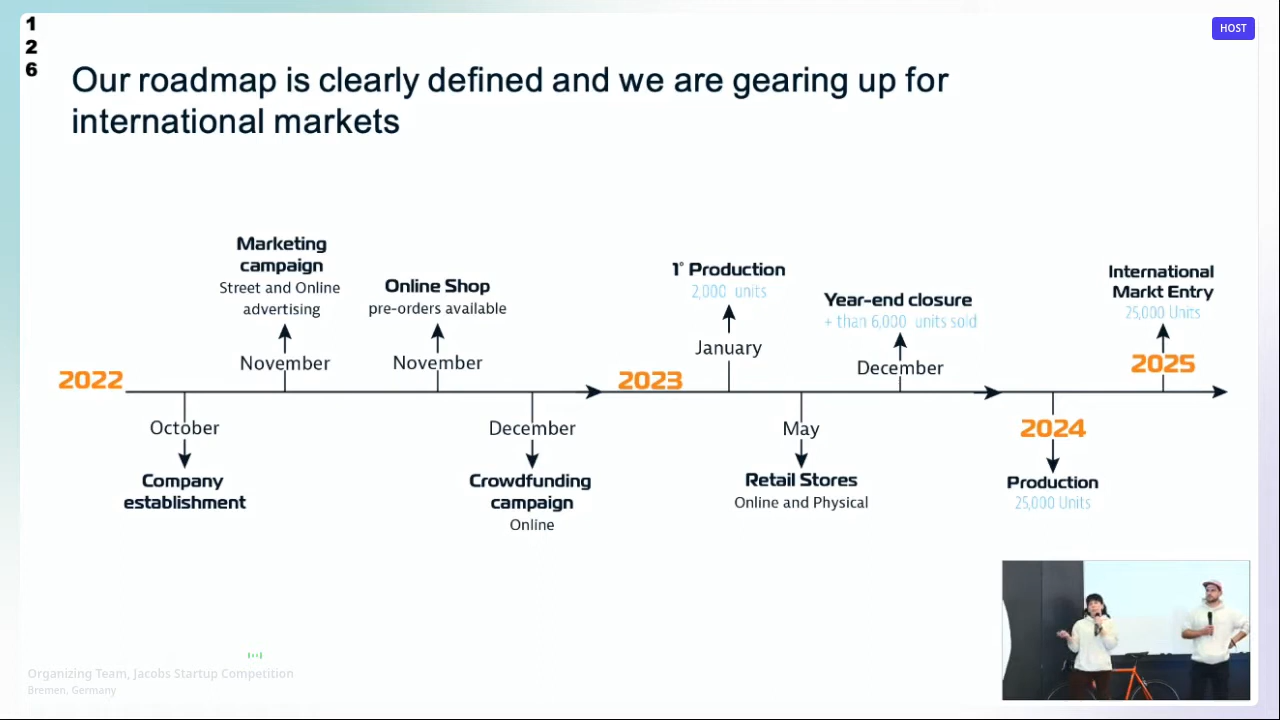 1
2
6
HOST
Our roadmap is clearly defined and we are gearing up for
international markets
Marketing
campaign
Street and Online
advertising
November
Online Shop
pre-orders available
November
1° Production
2,000 units
January
Year-end closure
+ than 6,000 units sold
December
International
Markt Entry
25,000 Units
2025
2022
2023
October
Company
establishment
December
Crowdfunding
campaign
Online
May
Retail Stores
Online and Physical
2024
Production
25,000 Units
Organizing Team, Jacobs Startup Competition
Bremen, Germany